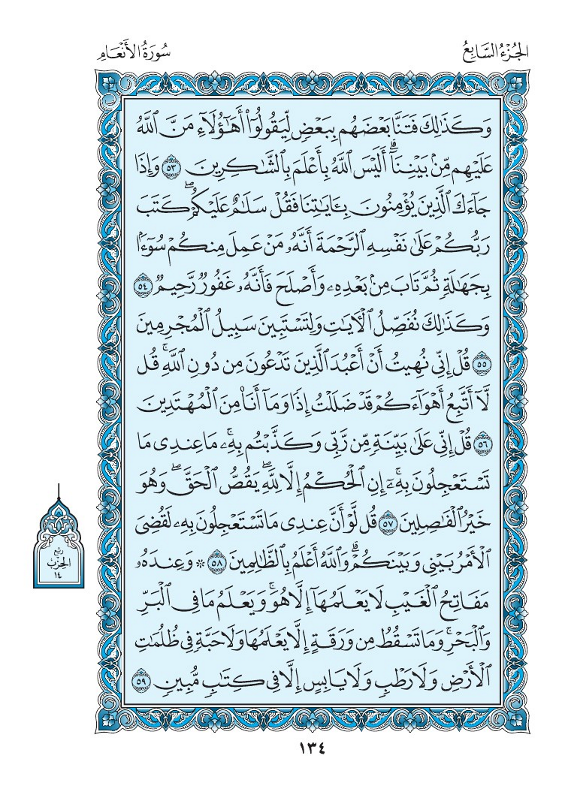 الجُزْءُ السَّابِعُ
سُورَةُ الأَنْعَامِ
وَكَذَٰلِكَ فَتَنَّا بَعْضَهُم بِبَعْضٍ لِّيَقُولُوٓا۟ أَهَـٰٓؤُلَآءِ مَنَّ ٱللَّهُ
عَلَيْهِم مِّنۢ بَيْنِنَآ ۗ أَلَيْسَ ٱللَّهُ بِأَعْلَمَ بِٱلشَّـٰكِرِينَ ٥٣ وَإِذَا
جَآءَكَ ٱلَّذِينَ يُؤْمِنُونَ بِـَٔايَـٰتِنَا فَقُلْ سَلَـٰمٌ عَلَيْكُمْ ۖ كَتَبَ
رَبُّكُمْ عَلَىٰ نَفْسِهِ ٱلرَّحْمَةَ ۖ أَنَّهُۥ مَنْ عَمِلَ مِنكُمْ سُوٓءًۢا
بِجَهَـٰلَةٍ ثُمَّ تَابَ مِنۢ بَعْدِهِۦ وَأَصْلَحَ فَأَنَّهُۥ غَفُورٌ رَّحِيمٌ ٥٤
وَكَذَٰلِكَ نُفَصِّلُ ٱلْـَٔايَـٰتِ وَلِتَسْتَبِينَ سَبِيلُ ٱلْمُجْرِمِينَ
٥٥ قُلْ إِنِّى نُهِيتُ أَنْ أَعْبُدَ ٱلَّذِينَ تَدْعُونَ مِن دُونِ ٱللَّهِ ۚ قُل
لَّآ أَتَّبِعُ أَهْوَآءَكُمْ ۙ قَدْ ضَلَلْتُ إِذًا وَمَآ أَنَا۠ مِنَ ٱلْمُهْتَدِينَ
٥٦ قُلْ إِنِّى عَلَىٰ بَيِّنَةٍ مِّن رَّبِّى وَكَذَّبْتُم بِهِۦ ۚ مَا عِندِى مَا
تَسْتَعْجِلُونَ بِهِۦٓ ۚ إِنِ ٱلْحُكْمُ إِلَّا لِلَّهِ ۖ يَقُصُّ ٱلْحَقَّ ۖ وَهُوَ
خَيْرُ ٱلْفَـٰصِلِينَ ٥٧ قُل لَّوْ أَنَّ عِندِى مَا تَسْتَعْجِلُونَ بِهِۦ لَقُضِىَ
ٱلْأَمْرُ بَيْنِى وَبَيْنَكُمْ ۗ وَٱللَّهُ أَعْلَمُ بِٱلظَّـٰلِمِينَ ٥٨ ۞ وَعِندَهُۥ
مَفَاتِحُ ٱلْغَيْبِ لَا يَعْلَمُهَآ إِلَّا هُوَ ۚ وَيَعْلَمُ مَا فِى ٱلْبَرِّ
وَٱلْبَحْرِ ۚ وَمَا تَسْقُطُ مِن وَرَقَةٍ إِلَّا يَعْلَمُهَا وَلَا حَبَّةٍ فِى ظُلُمَـٰتِ
ٱلْأَرْضِ وَلَا رَطْبٍ وَلَا يَابِسٍ إِلَّا فِى كِتَـٰبٍ مُّبِينٍ ٥٩
ربع
الحزب
١٤
١٣٤